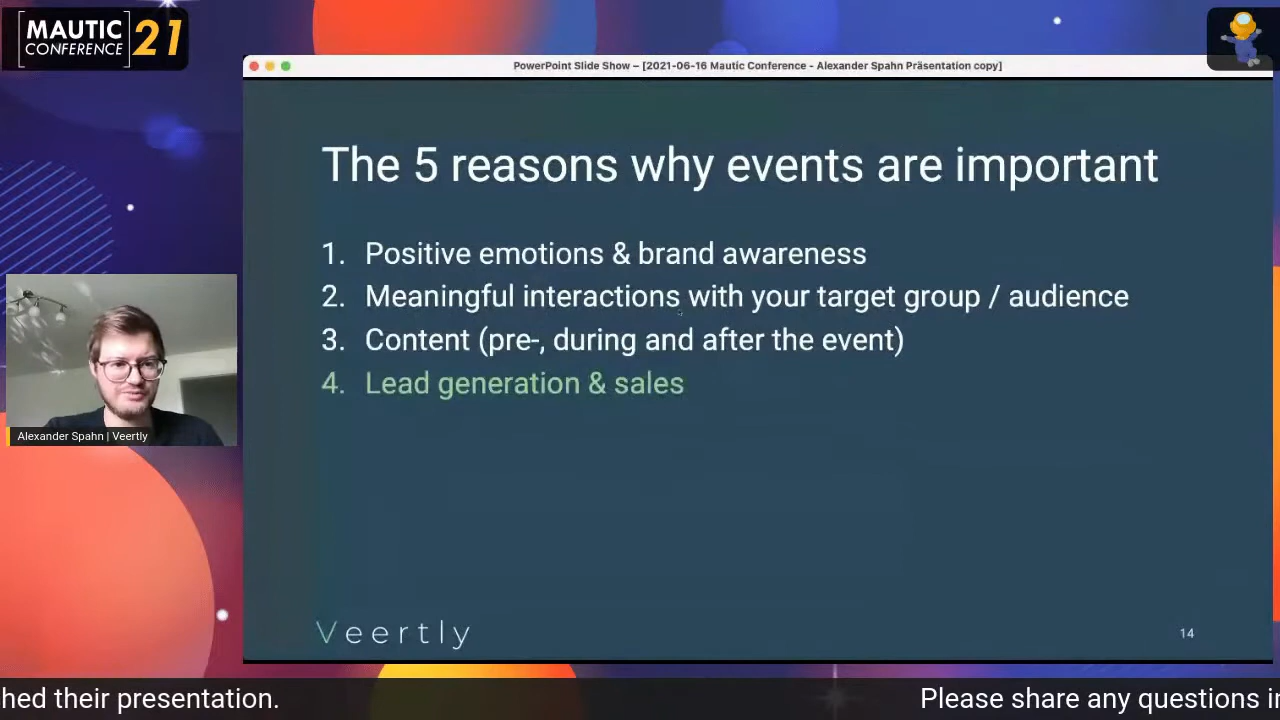 MAUTIC
CONFERENCE
21
PowerPoint Slide Show – [2021-06-16 Mautic Conference - Alexander Spahn Präsentation copy]
The 5 reasons why events are important
1. Positive emotions & brand awareness
2. Meaningful interactions with your target group / audience
3. Content (pre-, during and after the event)
4. Lead generation & sales
Alexander Spahn | Veertly
Veertly
14
hed their presentation.
Please share any questions in